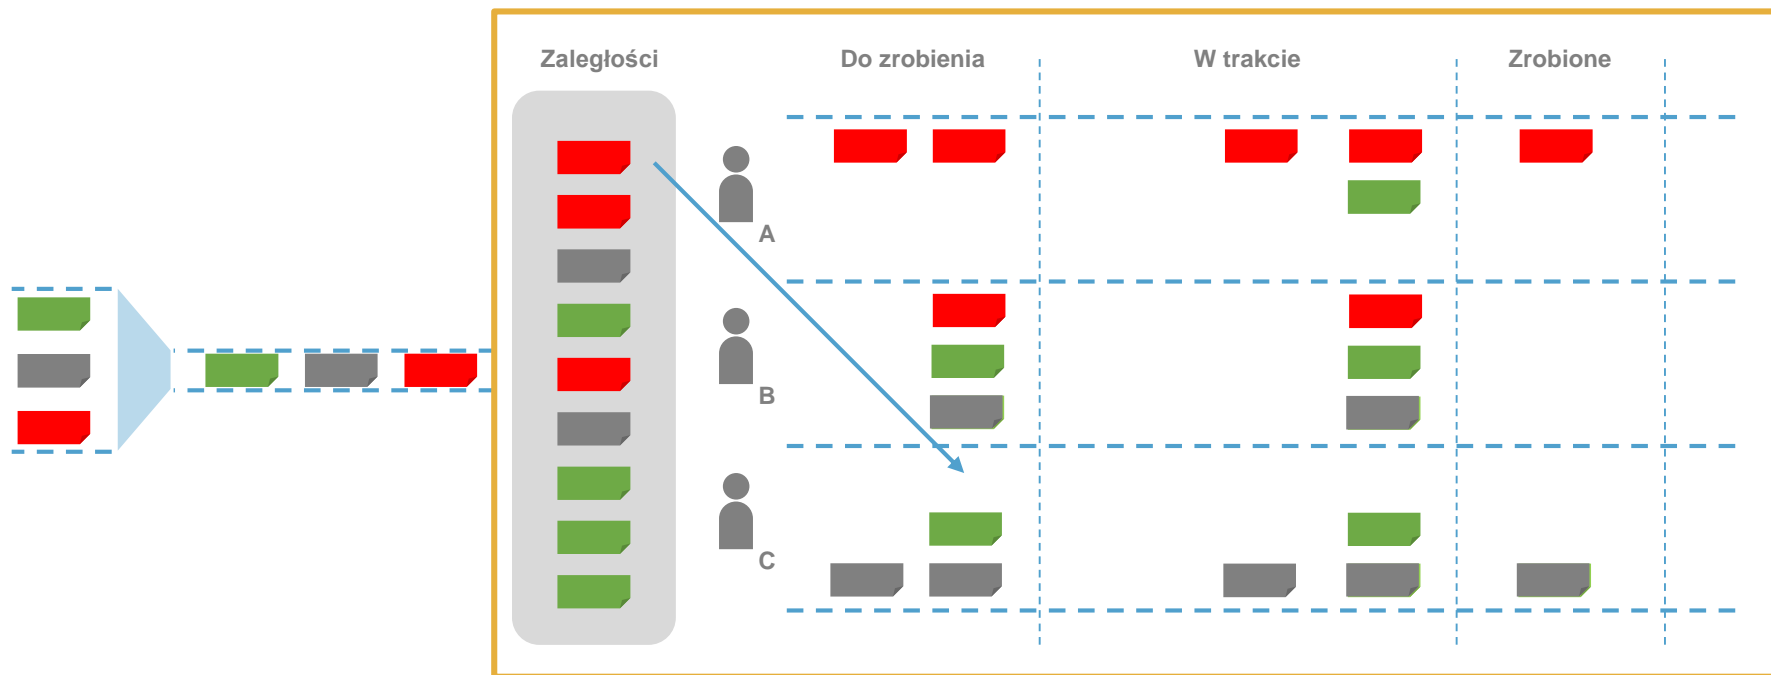 Zaległości
Do zrobienia
W trakcie
Zrobione
A
B
C